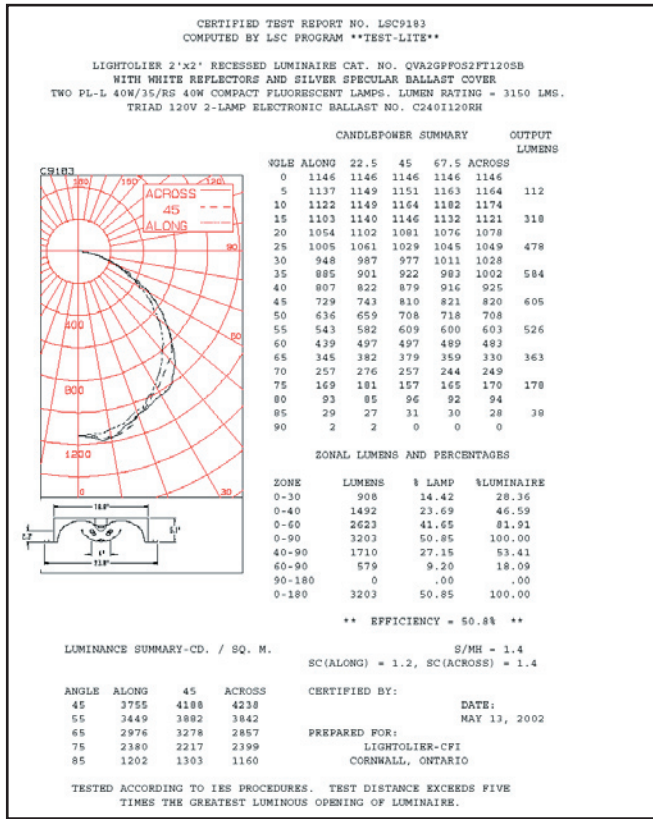 CERTIFIED TEST REPORT NO. LSC9183
COMPUTED BY LSC PROGRAM **TEST-LITE**
LIGHTOLIER 2'x2' RECESSED LUMINAIRE CAT. NO. QVA2GPFOS2FT120SB
WITH WHITE REFLECTORS AND SILVER SPECULAR BALLAST COVER
TWO PL-L 40W/35/RS 40W COMPACT FLUORESCENT LAMPS. LUMEN RATING = 3150 LMS.
TRIAD 120V 2-LAMP ELECTRONIC BALLAST NO. C240I120RH
CANDLEPOWER SUMMARY OUTPUT
LUMENS
NGLE ALONG 22.5 45 67.5 ACROSS
0 1146 1146 1146 1146 1146
5 1137 1149 1151 1163 1164 112
10 1122 1149 1164 1182 1174
15 1103 1140 1146 1132 1121 318
20 1054 1102 1081 1076 1078
25 1005 1061 1029 1045 1049 478
30 948 987 977 1011 1028
35 885 901 922 983 1002 584
40 807 822 879 916 925
45 729 743 810 821 820 605
50 636 659 708 718 708
55 543 582 609 600 603 526
60 439 497 497 489 483
65 345 382 379 359 330 363
70 257 276 257 244 249
75 169 181 157 165 170 178
80 93 85 96 92 94
85 29 27 31 30 28 38
90 2 2 0 0 0
C9183
180 150 120
ACROSS
45
ALONG
90
400
60
800
1200
0 30
ZONAL LUMENS AND PERCENTAGES
ZONE LUMENS % LAMP %LUMINAIRE
0-30 908 14.42 28.36
0-40 1492 23.69 46.59
0-60 2623 41.65 81.91
0-90 3203 50.85 100.00
40-90 1710 27.15 53.41
60-90 579 9.20 18.09
90-180 0 .00 .00
0-180 3203 50.85 100.00
** EFFICIENCY = 50.8% **
LUMINANCE SUMMARY-CD. / SQ. M.
S/MH = 1.4
SC(ALONG) = 1.2, SC(ACROSS) = 1.4
ANGLE ALONG 45 ACROSS
45 3755 4188 4238
55 3449 3882 3842
65 2976 3278 2857
75 2380 2217 2399
85 1202 1303 1160
CERTIFIED BY:
DATE:
MAY 13, 2002
PREPARED FOR:
LIGHTOLIER-CFI
CORNWALL, ONTARIO
TESTED ACCORDING TO IES PROCEDURES. TEST DISTANCE EXCEEDS FIVE
TIMES THE GREATEST LUMINOUS OPENING OF LUMINAIRE.